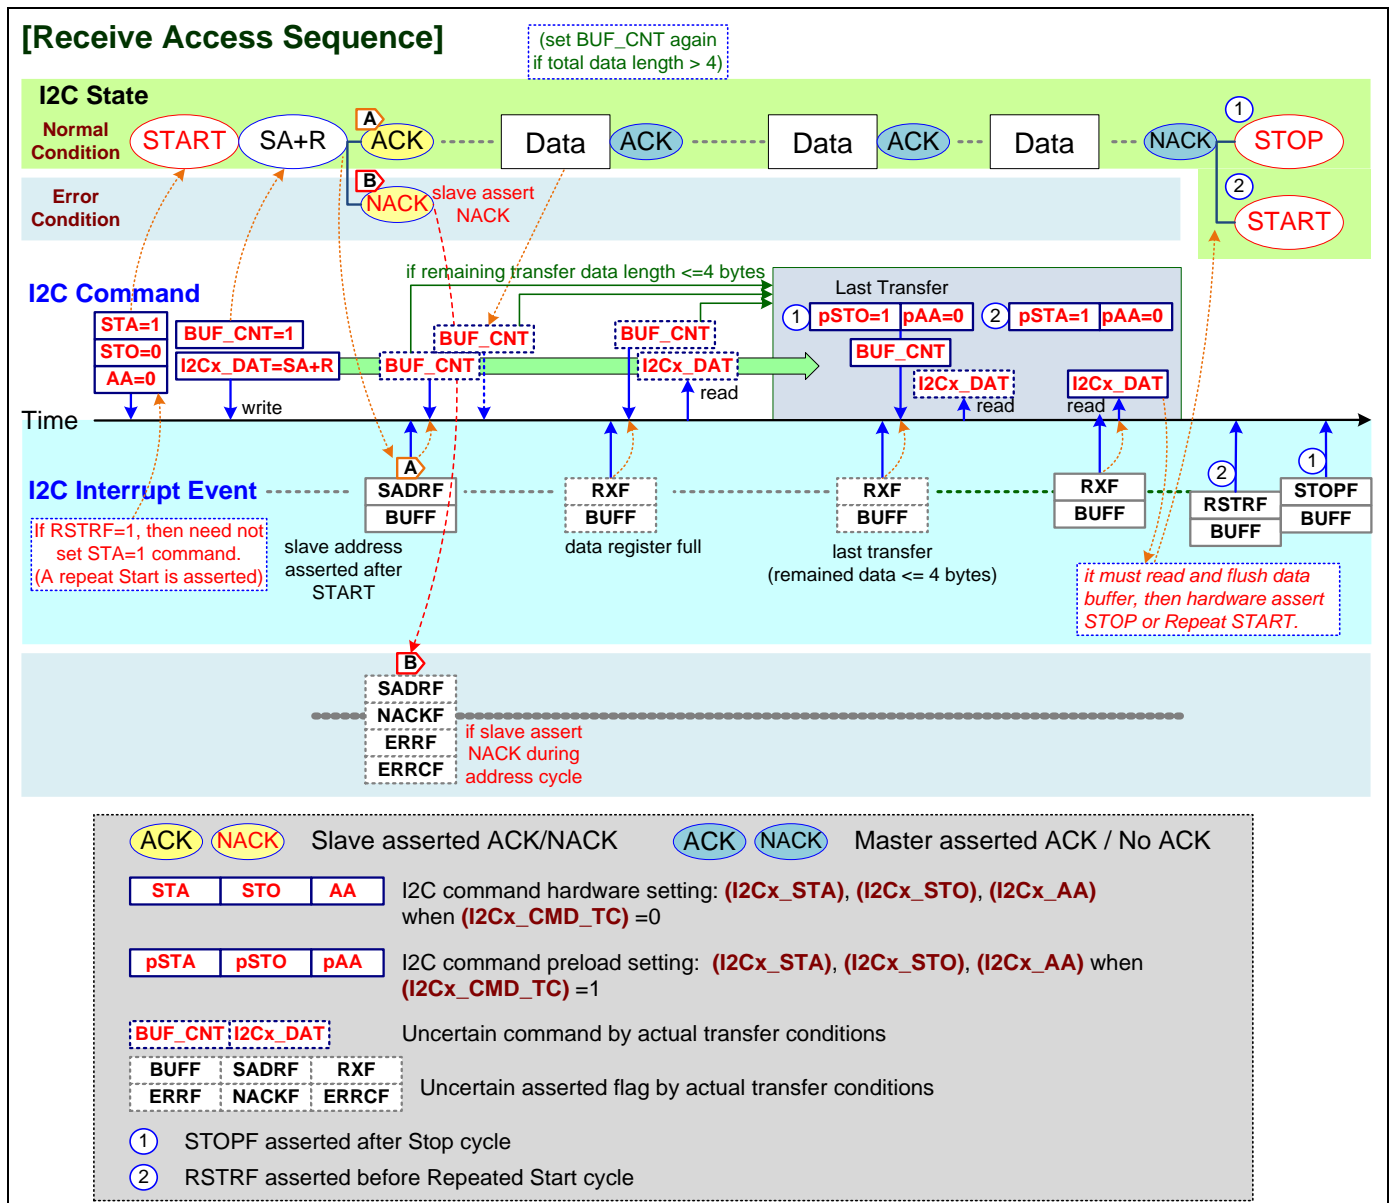 [Receive Access Sequence]
(set BUF_CNT again
if total data length > 4)
I2C State
Normal
Condition
START
SA+R
A
ACK
Data
ACK
Data
ACK
Data
NACK
1
STOP
Error
Condition
B
NACK
slave assert
NACK
2
START
if remaining transfer data length <=4 bytes
I2C Command
STA=1
STO=0
AA=0
BUF_CNT=1
I2Cx_DAT=SA+R
write
BUF_CNT
BUF_CNT
BUF_CNT
I2Cx_DAT
read
Last Transfer
1
pSTO=1
pAA=0
2
pSTA=1
pAA=0
BUF_CNT
I2Cx_DAT
read
I2Cx_DAT
read
Time
I2C Interrupt Event
A
SADRF
BUFF
RXF
BUFF
RXF
BUFF
RXF
BUFF
2
RSTRF
BUFF
1
STOPF
BUFF
If RSTRF=1, then need not
set STA=1 command.
(A repeat Start is asserted)
slave address
asserted after
START
data register full
last transfer
(remained data <= 4 bytes)
it must read and flush data
buffer, then hardware assert
STOP or Repeat START.
B
SADRF
NACKF
ERRF
ERRCF
if slave assert
NACK during
address cycle
ACK NACK Slave asserted ACK/NACK ACK NACK Master asserted ACK / No ACK
STA STO AA I2C command hardware setting: (I2Cx_STA), (I2Cx_STO), (I2Cx_AA)
when (I2Cx_CMD_TC) =0
pSTA pSTO pAA I2C command preload setting: (I2Cx_STA), (I2Cx_STO), (I2Cx_AA) when
(I2Cx_CMD_TC) =1
BUF_CNT I2Cx_DAT Uncertain command by actual transfer conditions
BUFF SADRF RXF
ERRF NACKF ERRCF
Uncertain asserted flag by actual transfer conditions
1 STOPF asserted after Stop cycle
2 RSTRF asserted before Repeated Start cycle